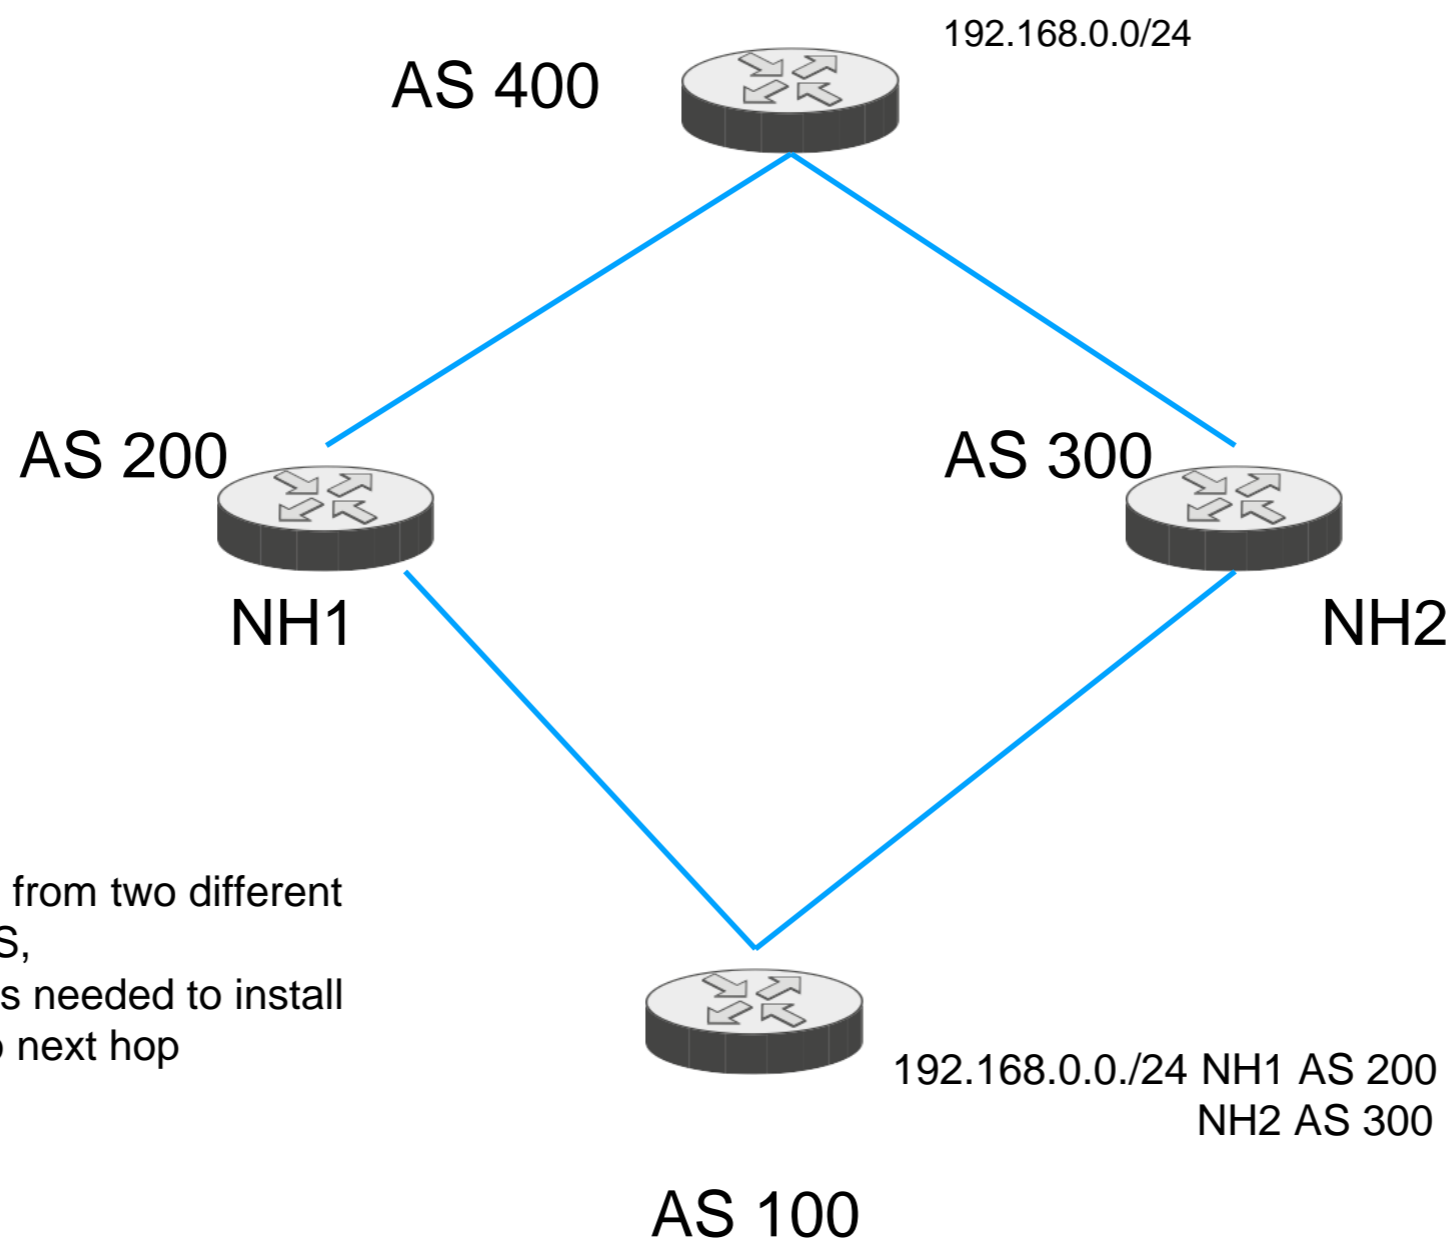 192.168.0.0/24
AS 400
AS 200
AS 300
NH1
NH2
from two different
S,
s needed to install
next hop
192.168.0.0./24 NH1 AS 200
NH2 AS 300
AS 100